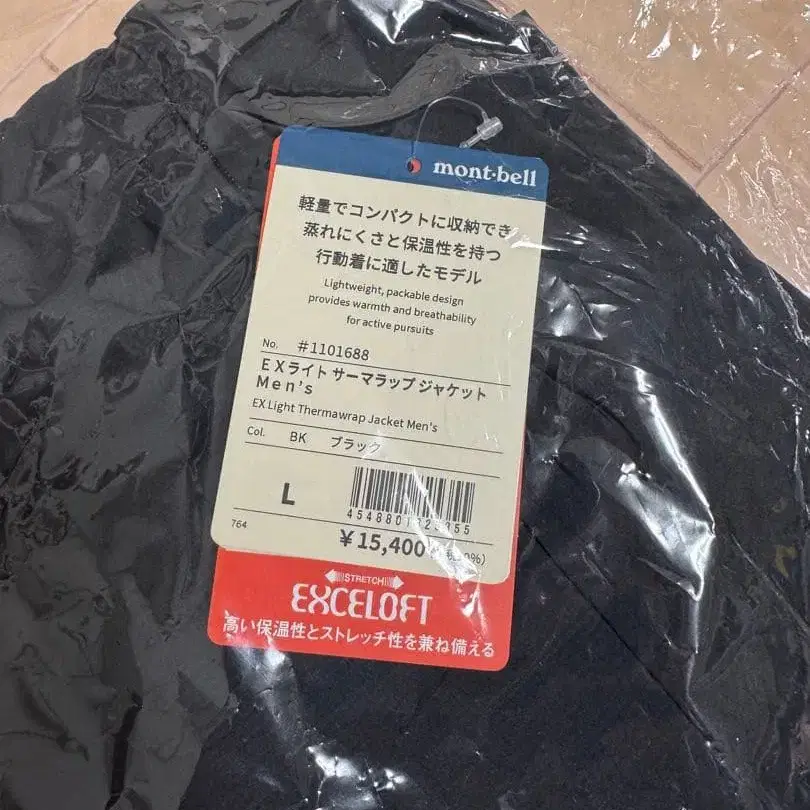 mont·bell
軽量でコンパクトに収納でき
蒸れにくさと保温性を持つ
行動着に適したモデル
Lightweight, packable design
provides warmth and breathability
for active pursuits
No. #1101688
EXライト サーマラップ ジャケット
Men's
EX Light Thermawrap Jacket Men's
Col. BK ブラック
L
764
¥15,400
STRETCH
EXCELOFT
高い保温性とストレッチ性を兼ね備える